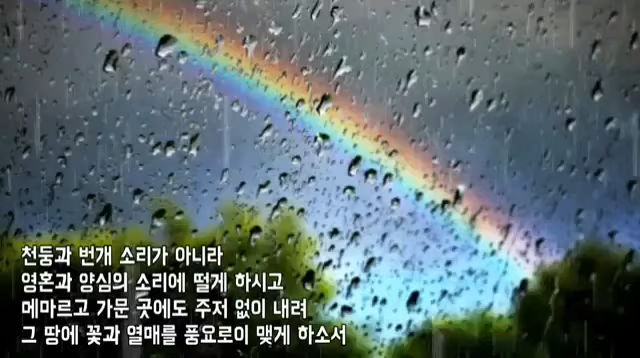 천둥과 번개 소리가 아니라
영혼과 양심의 소리에 떨게 하시고
메마르고 가문 곳에도 주저 없이 내려
그 땅에 꽃과 열매를 풍요로이 맺게 하소서